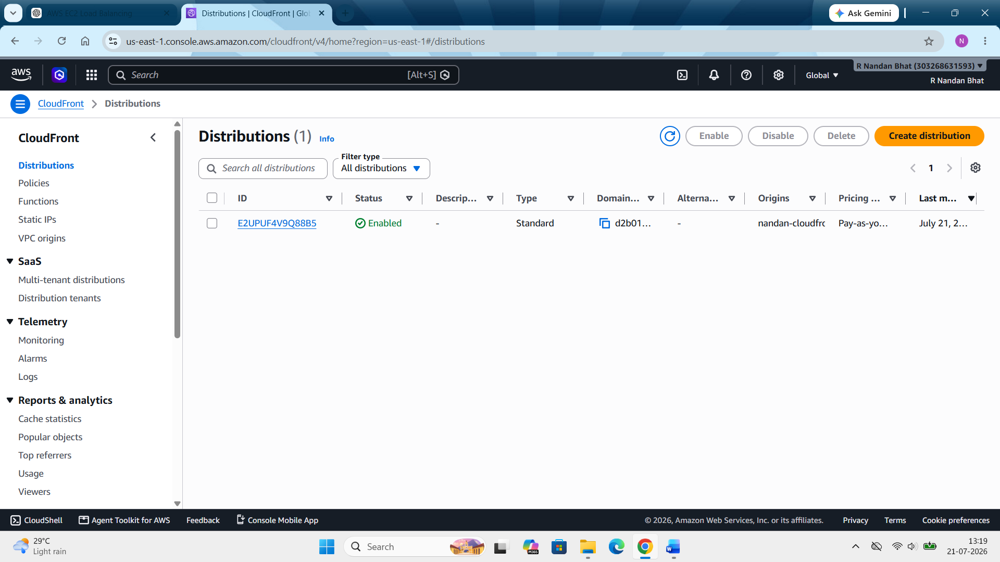 AWS EC2 Load Balancing
Distributions | CloudFront | Glo
Ask Gemini
us-east-1.console.aws.amazon.com/cloudfront/v4/home?region=us-east-1#/distributions
N
aws
Search
[Alt+S]
Global
R Nandan Bhat (303268631593)
R Nandan Bhat
CloudFront
Distributions
CloudFront
Distributions
Policies
Functions
Static IPs
VPC origins
SaaS
Multi-tenant distributions
Distribution tenants
Telemetry
Monitoring
Alarms
Logs
Reports & analytics
Cache statistics
Popular objects
Top referrers
Usage
Viewers
Distributions (1) Info
Enable
Disable
Delete
Create distribution
Search all distributions
Filter type
All distributions
1
ID Status Descrip... Type Domain... Alterna... Origins Pricing ... Last m...
E2UPUF4V9Q88B5 Enabled - Standard d2b01... - nandan-cloudfrc Pay-as-yo... July 21, 2...
CloudShell Agent Toolkit for AWS Feedback Console Mobile App © 2026, Amazon Web Services, Inc. or its affiliates. Privacy Terms Cookie preferences
29°C
Light rain
Search
M365
W
13:19
21-07-2026